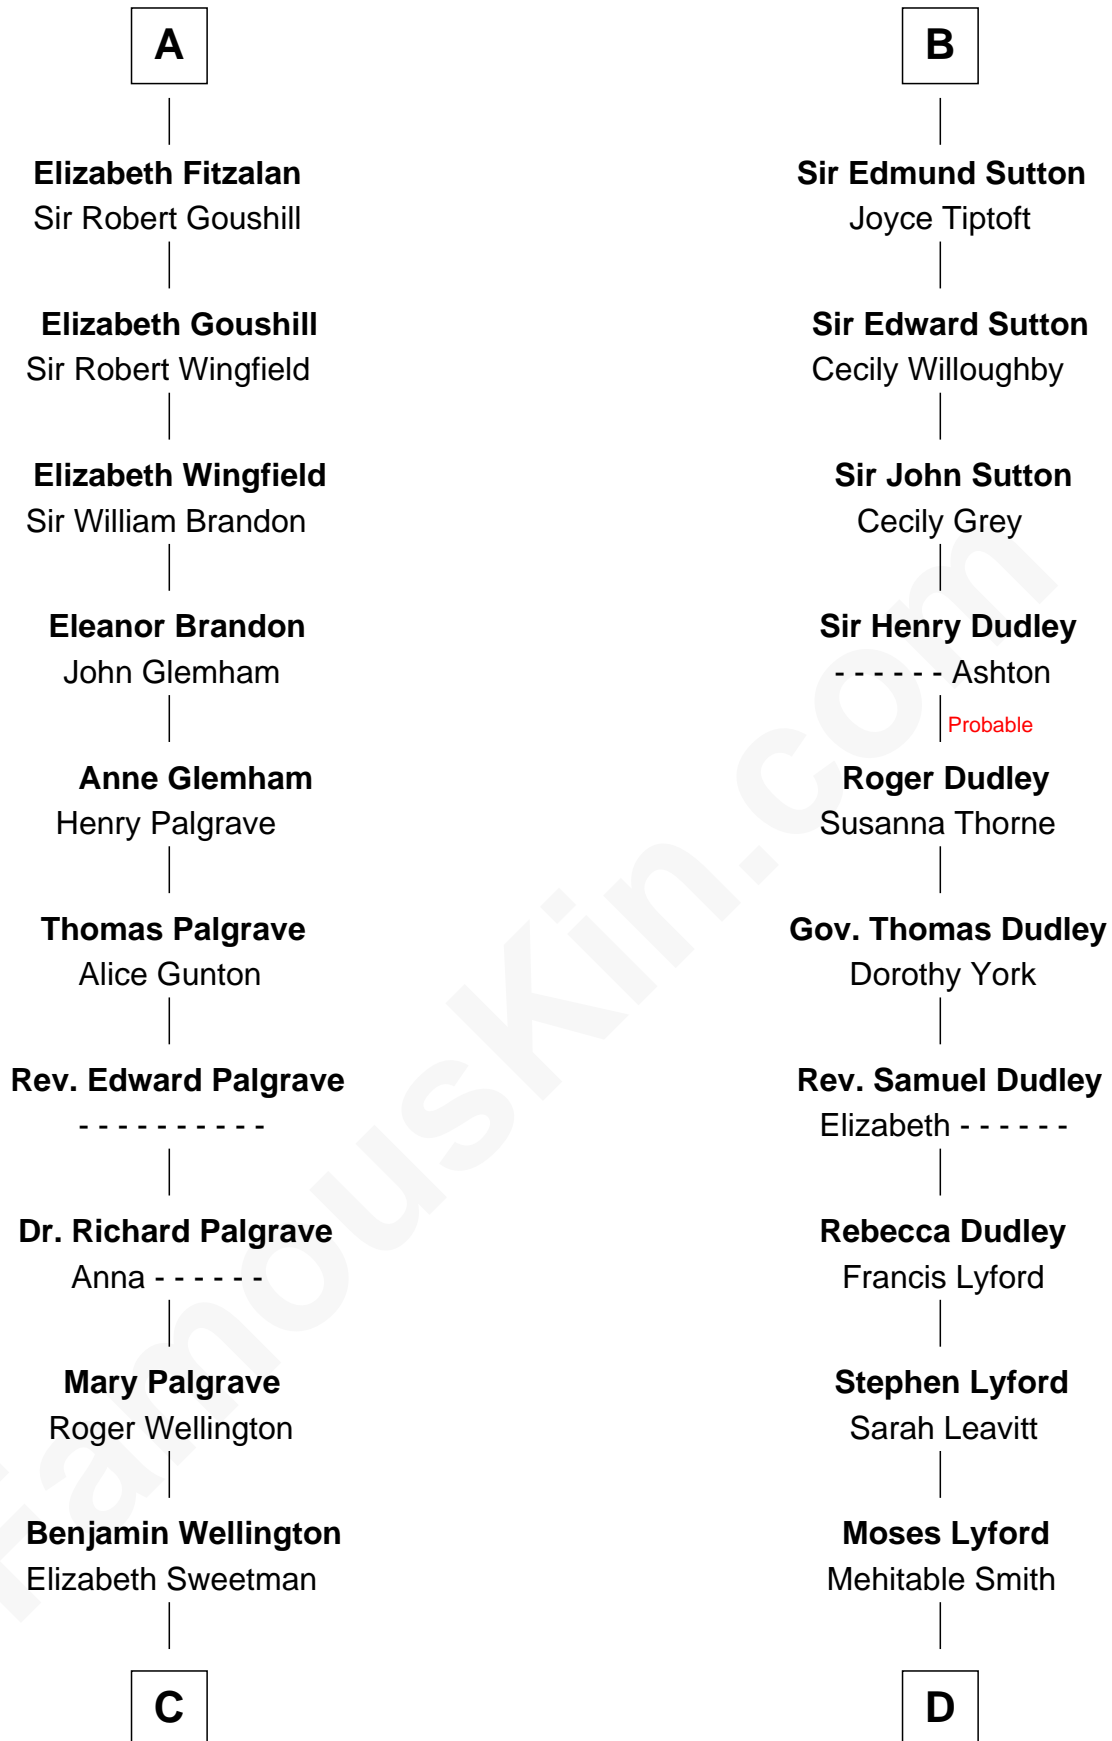 A
Elizabeth Fitzalan
Sir Robert Goushill
Elizabeth Goushill
Sir Robert Wingfield
Elizabeth Wingfield
Sir William Brandon
Eleanor Brandon
John Glemham
Anne Glemham
Henry Palgrave
Thomas Palgrave
Alice Gunton
Rev. Edward Palgrave
- - - - - - - - - -
Dr. Richard Palgrave
Anna - - - - - -
Mary Palgrave
Roger Wellington
Benjamin Wellington
Elizabeth Sweetman
C
B
Sir Edmund Sutton
Joyce Tiptoft
Sir Edward Sutton
Cecily Willoughby
Sir John Sutton
Cecily Grey
Sir Henry Dudley
- - - - - - Ashton
Probable
Roger Dudley
Susanna Thorne
Gov. Thomas Dudley
Dorothy York
Rev. Samuel Dudley
Elizabeth - - - - - -
Rebecca Dudley
Francis Lyford
Stephen Lyford
Sarah Leavitt
Moses Lyford
Mehitable Smith
D
FamousKin.com